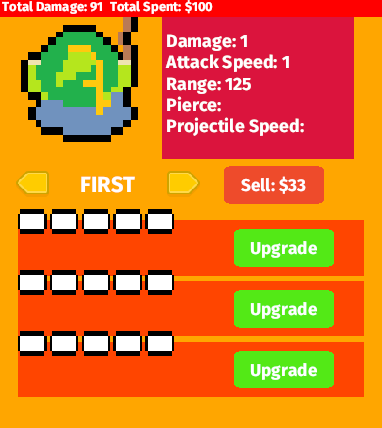 Total Damage: 91 Total Spent: $100
Damage: 1
Attack Speed: 1
Range: 125
Pierce:
Projectile Speed:
FIRST
Sell: $33
Upgrade
Upgrade
Upgrade